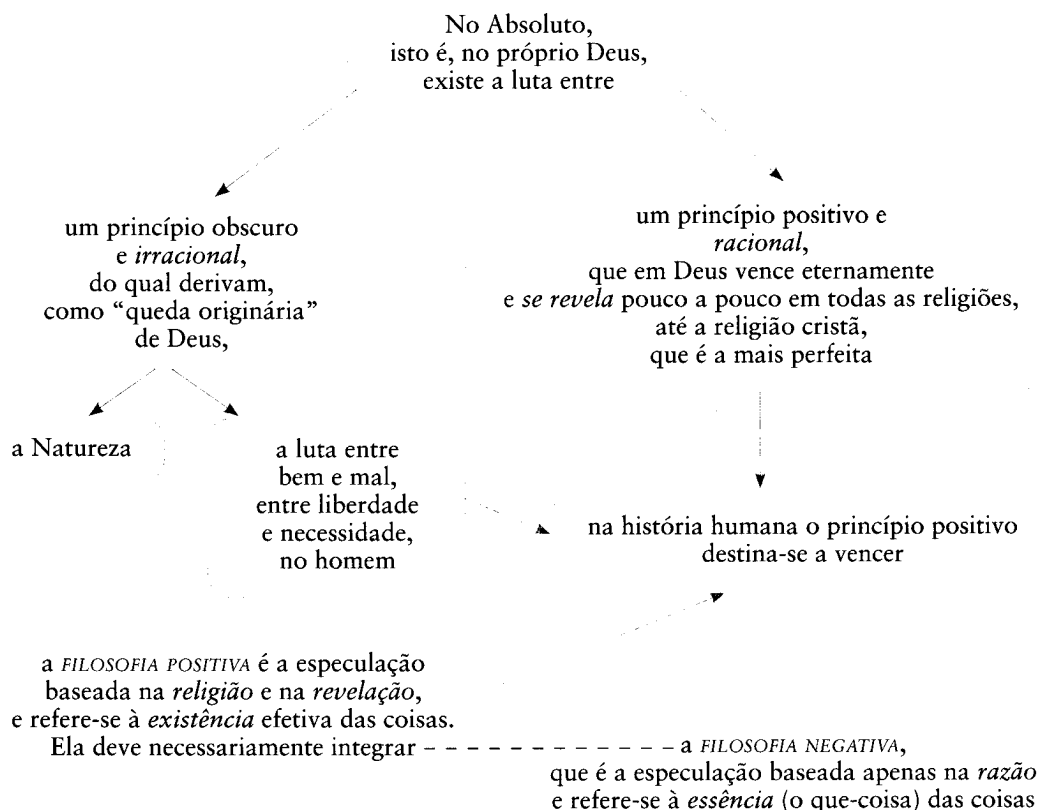 No Absoluto,
isto é, no próprio Deus,
existe a luta entre
um princípio obscuro
e irracional,
do qual derivam,
como “queda originária”
de Deus,
um princípio positivo e
racional,
que em Deus vence eternamente
e se revela pouco a pouco em todas as religiões,
até a religião cristã,
que é a mais perfeita
a Natureza
a luta entre
bem e mal,
entre liberdade
e necessidade,
no homem
na história humana o princípio positivo
destina-se a vencer
a FILOSOFIA POSITIVA é a especulação
baseada na religião e na revelação,
e refere-se à existência efetiva das coisas.
Ela deve necessariamente integrar – – – – – – – – – – – a FILOSOFIA NEGATIVA,
que é a especulação baseada apenas na razão
e refere-se à essência (o que-coisa) das coisas